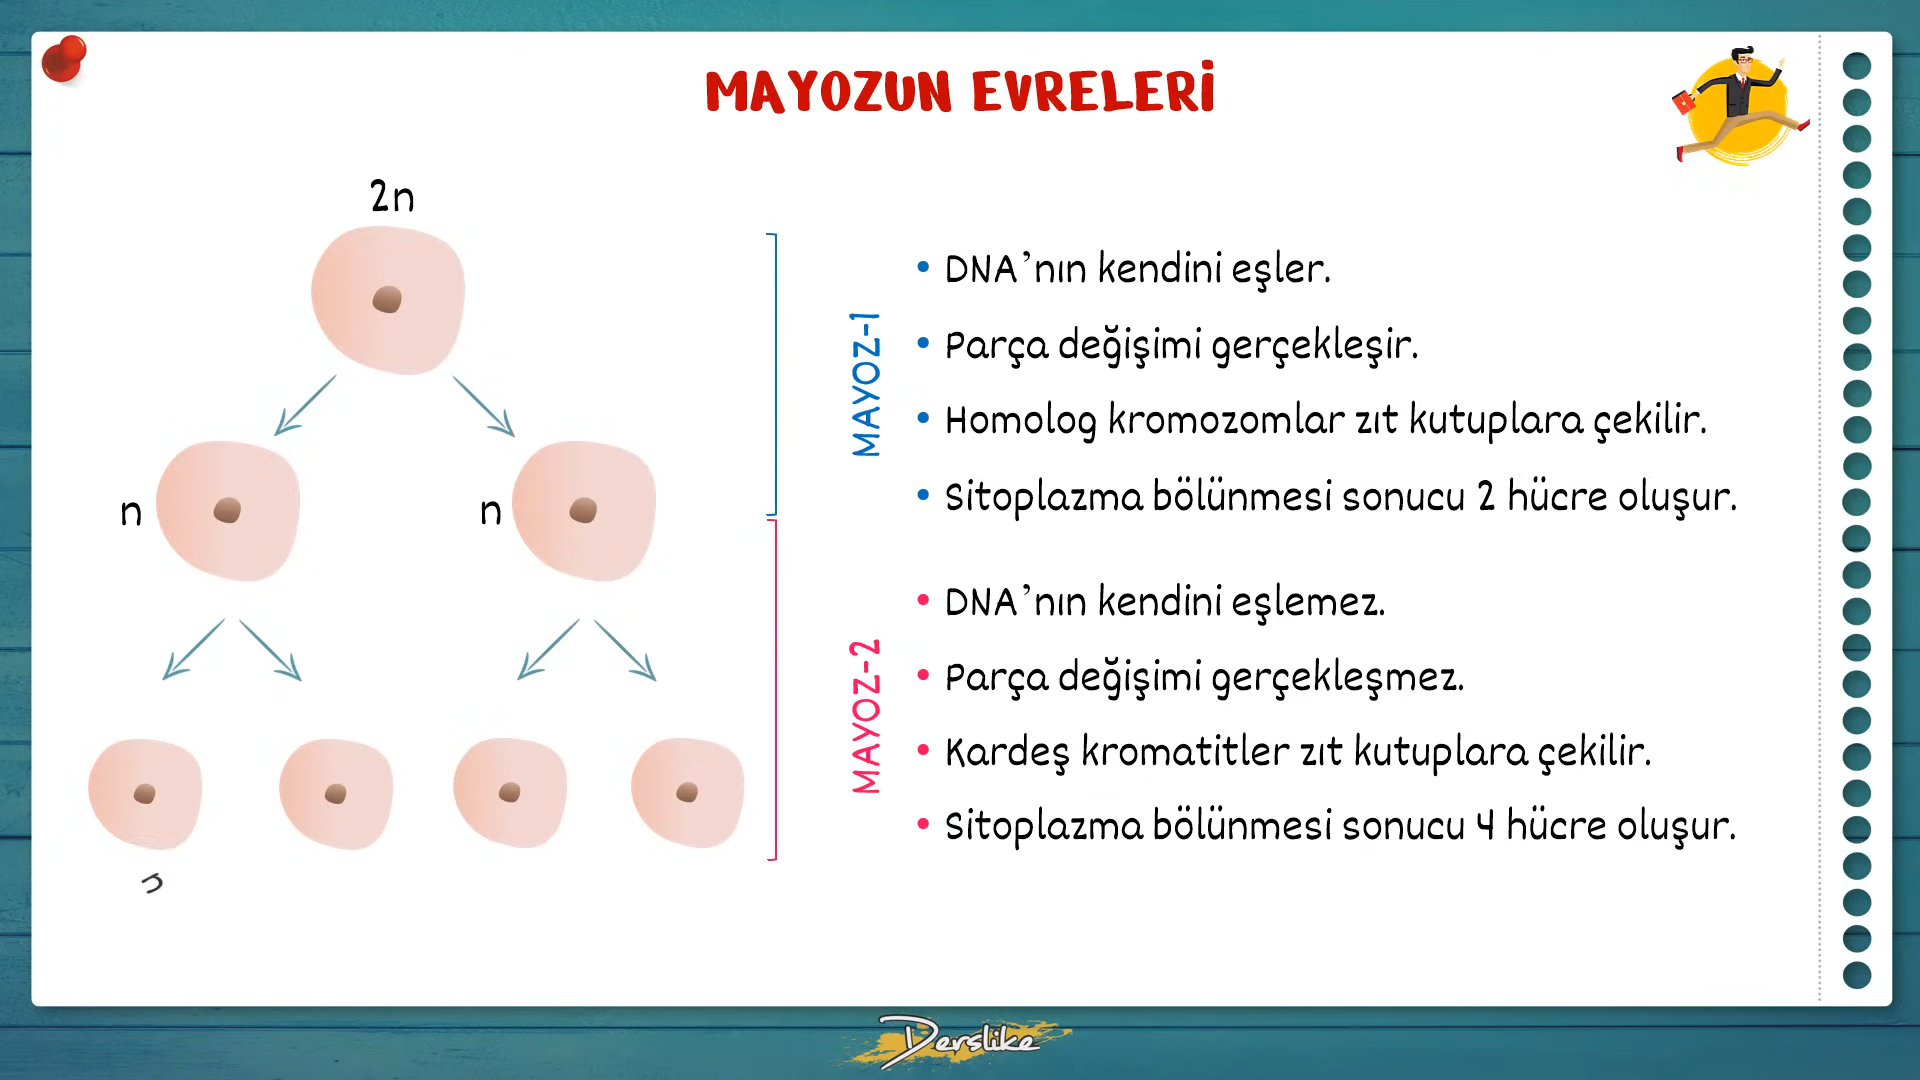 MAYOZUN EVRELERİ
2n
n
n
MAYOZ-1
• DNA’nın kendini eşler.
• Parça değişimi gerçekleşir.
• Homolog kromozomlar zıt kutuplara çekilir.
• Sitoplazma bölünmesi sonucu 2 hücre oluşur.
MAYOZ-2
• DNA’nın kendini eşlemez.
• Parça değişimi gerçekleşmez.
• Kardeş kromatitler zıt kutuplara çekilir.
• Sitoplazma bölünmesi sonucu 4 hücre oluşur.
n
Derslike